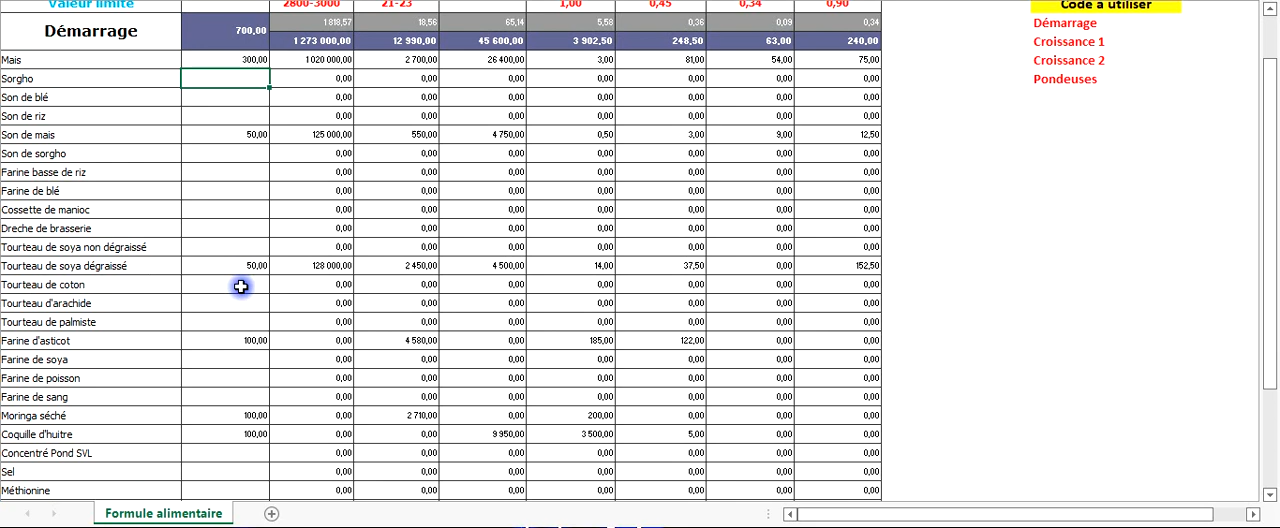 Valeur limite 2800-3000 21-23 1,00 0,45 0,34 0,90 Code à utiliser
Démarrage 700,00 1 818,57 18,56 65,14 5,58 0,36 0,09 0,34 Démarrage
1 273 000,00 12 990,00 45 600,00 3 902,50 248,50 63,00 240,00 Croissance 1
Mais 300,00 1 020 000,00 2 700,00 26 400,00 3,00 81,00 54,00 75,00 Croissance 2
Sorgho 0,00 0,00 0,00 0,00 0,00 0,00 0,00 Pondeuses
Son de blé 0,00 0,00 0,00 0,00 0,00 0,00 0,00
Son de riz 0,00 0,00 0,00 0,00 0,00 0,00 0,00
Son de mais 50,00 125 000,00 550,00 4 750,00 0,50 3,00 9,00 12,50
Son de sorgho 0,00 0,00 0,00 0,00 0,00 0,00 0,00
Farine basse de riz 0,00 0,00 0,00 0,00 0,00 0,00 0,00
Farine de blé 0,00 0,00 0,00 0,00 0,00 0,00 0,00
Cossette de manioc 0,00 0,00 0,00 0,00 0,00 0,00 0,00
Dreche de brasserie 0,00 0,00 0,00 0,00 0,00 0,00 0,00
Tourteau de soya non dégraissé 0,00 0,00 0,00 0,00 0,00 0,00 0,00
Tourteau de soya dégraissé 50,00 128 000,00 2 450,00 4 500,00 14,00 37,50 0,00 152,50
Tourteau de coton 0,00 0,00 0,00 0,00 0,00 0,00 0,00
Tourteau d'arachide 0,00 0,00 0,00 0,00 0,00 0,00 0,00
Tourteau de palmiste 0,00 0,00 0,00 0,00 0,00 0,00 0,00
Farine d'asticot 100,00 0,00 4 580,00 0,00 185,00 122,00 0,00 0,00
Farine de soya 0,00 0,00 0,00 0,00 0,00 0,00 0,00
Farine de poisson 0,00 0,00 0,00 0,00 0,00 0,00 0,00
Farine de sang 0,00 0,00 0,00 0,00 0,00 0,00 0,00
Moringa séché 100,00 0,00 2 710,00 0,00 200,00 0,00 0,00 0,00
Coquille d'huitre 100,00 0,00 0,00 9 950,00 3 500,00 5,00 0,00 0,00
Concentré Pond SVL 0,00 0,00 0,00 0,00 0,00 0,00 0,00
Sel 0,00 0,00 0,00 0,00 0,00 0,00 0,00
Méthionine 0,00 0,00 0,00 0,00 0,00 0,00 0,00
Formule alimentaire